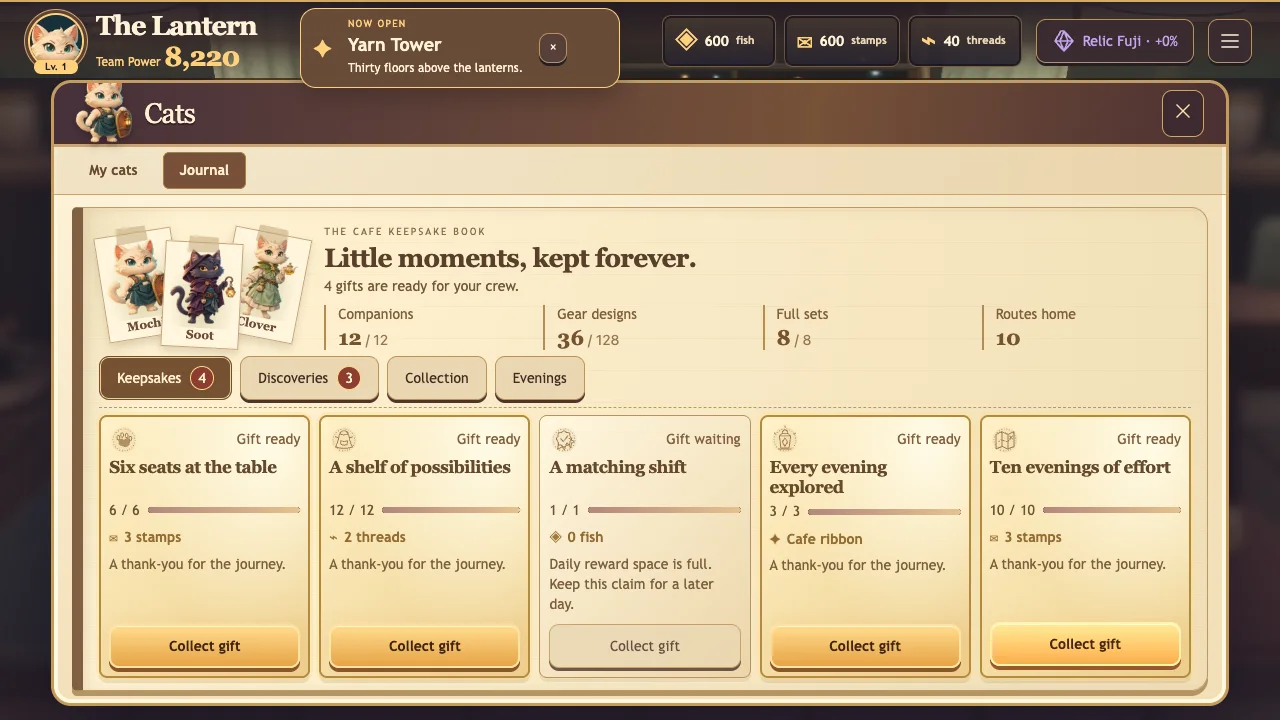 The Lantern
Lv. 1
Team Power 8,220
NOW OPEN
Yarn Tower
Thirty floors above the lanterns.
×
600 fish
600 stamps
40 threads
Relic Fuji · +0%
Cats
My cats
Journal
Moch
Soot
Clover
THE CAFE KEEPSAKE BOOK
Little moments, kept forever.
4 gifts are ready for your crew.
Companions
12 / 12
Gear designs
36 / 128
Full sets
8 / 8
Routes home
10
Keepsakes 4
Discoveries 3
Collection
Evenings
Gift ready
Six seats at the table
6 / 6
3 stamps
A thank-you for the journey.
Collect gift
Gift ready
A shelf of possibilities
12 / 12
2 threads
A thank-you for the journey.
Collect gift
Gift waiting
A matching shift
1 / 1
0 fish
Daily reward space is full.
Keep this claim for a later
day.
Collect gift
Gift ready
Every evening
explored
3 / 3
Cafe ribbon
A thank-you for the journey.
Collect gift
Gift ready
Ten evenings of effort
10 / 10
3 stamps
A thank-you for the journey.
Collect gift